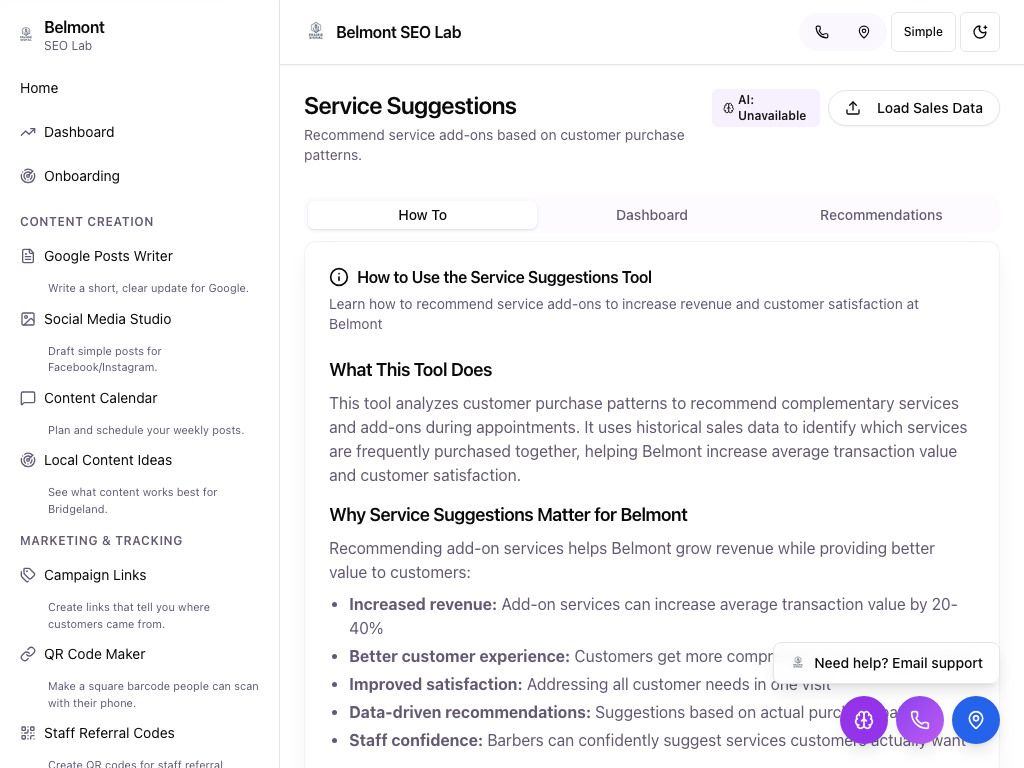 Belmont
SEO Lab
Home
Dashboard
Onboarding
CONTENT CREATION
Google Posts Writer
Write a short, clear update for Google.
Social Media Studio
Draft simple posts for
Facebook/Instagram.
Content Calendar
Plan and schedule your weekly posts.
Local Content Ideas
See what content works best for
Bridgeland.
MARKETING & TRACKING
Campaign Links
Create links that tell you where
customers came from.
QR Code Maker
Make a square barcode people can scan
with their phone.
Staff Referral Codes
Create QR codes for staff referral
Belmont SEO Lab
Simple
Service Suggestions
Recommend service add-ons based on customer purchase
patterns.
AI:
Unavailable
Load Sales Data
How To
Dashboard
Recommendations
How to Use the Service Suggestions Tool
Learn how to recommend service add-ons to increase revenue and customer satisfaction at
Belmont
What This Tool Does
This tool analyzes customer purchase patterns to recommend complementary services
and add-ons during appointments. It uses historical sales data to identify which services
are frequently purchased together, helping Belmont increase average transaction value
and customer satisfaction.
Why Service Suggestions Matter for Belmont
Recommending add-on services helps Belmont grow revenue while providing better
value to customers:
• Increased revenue: Add-on services can increase average transaction value by 20-
40%
• Better customer experience: Customers get more
• Improved satisfaction: Addressing all customer needs in one visit
• Data-driven recommendations: Suggestions based on actual
• Staff confidence: Barbers can confidently suggest services customers actually want
Need help? Email support